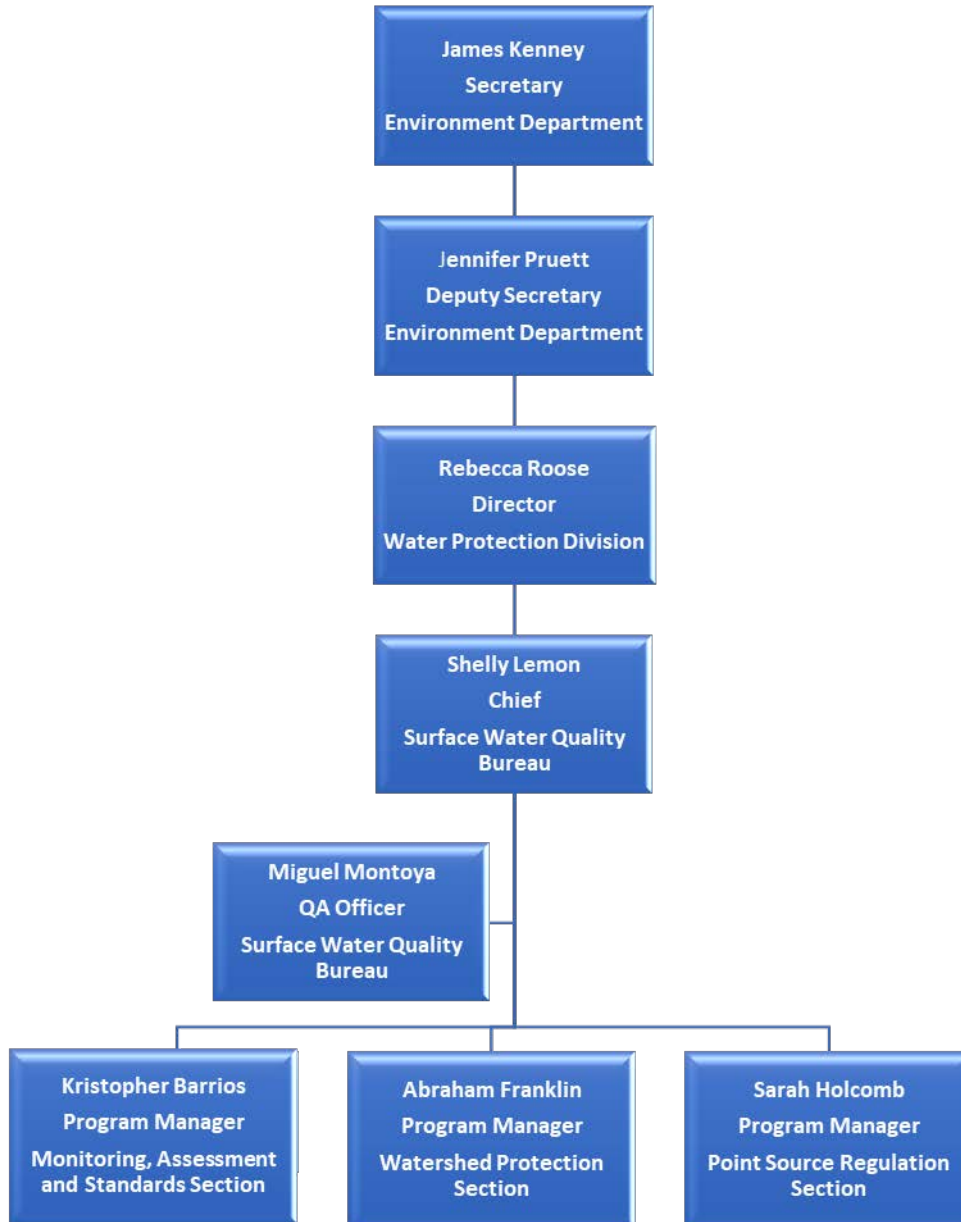 James Kenney
Secretary
Environment Department
Jennifer Pruett
Deputy Secretary
Environment Department
Rebecca Roose
Director
Water Protection Division
Shelly Lemon
Chief
Surface Water Quality
Bureau
Miguel Montoya
QA Officer
Surface Water Quality
Bureau
Kristopher Barrios
Program Manager
Monitoring, Assessment
and Standards Section
Abraham Franklin
Program Manager
Watershed Protection
Section
Sarah Holcomb
Program Manager
Point Source Regulation
Section